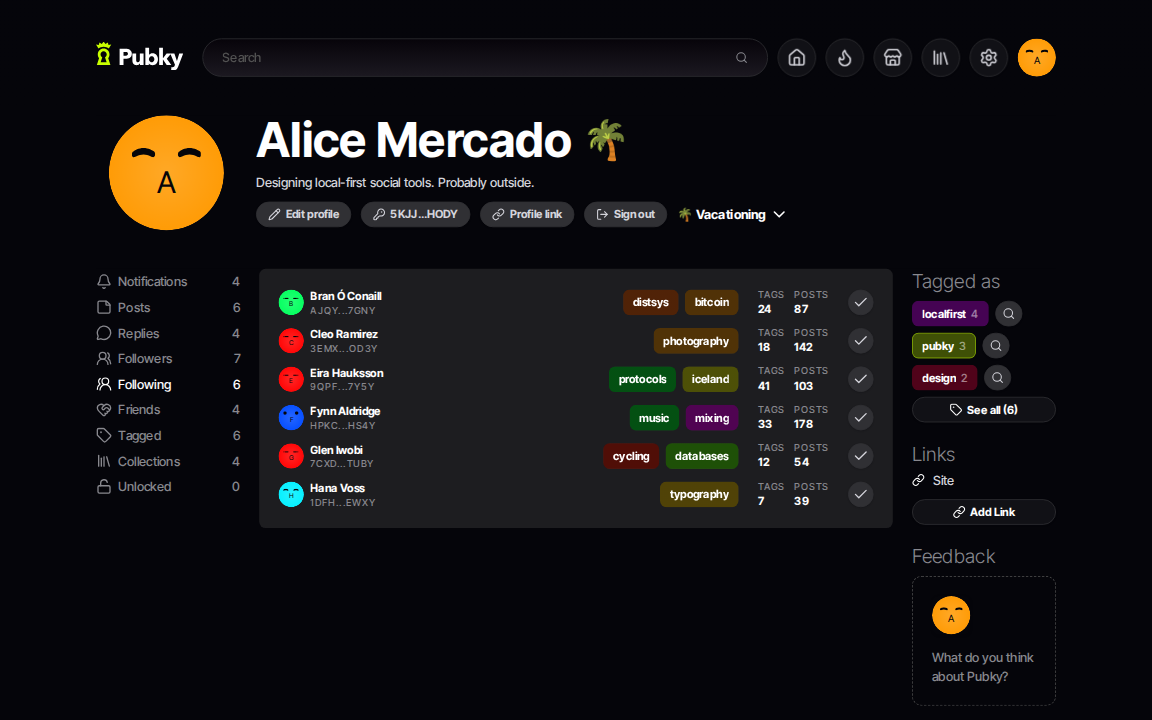 Pubky
Search
A
Alice Mercado 🌴
Designing local-first social tools. Probably outside.
A
Edit profile
5KJJ...HODY
Profile link
Sign out
🌴 Vacationing
Notifications 4
Posts 6
Replies 4
Followers 7
Following 6
Friends 4
Tagged 6
Collections 4
Unlocked 0
B
Bran Ó Conaill
AJQY...7GNY
distsys
bitcoin
TAGS
24
POSTS
87
C
Cleo Ramirez
3EMX...OD3Y
photography
TAGS
18
POSTS
142
E
Eira Hauksson
9QPF...7Y5Y
protocols
iceland
TAGS
41
POSTS
103
F
Fynn Aldridge
HPKC...HS4Y
music
mixing
TAGS
33
POSTS
178
G
Glen Iwobi
7CXD...TUBY
cycling
databases
TAGS
12
POSTS
54
H
Hana Voss
1DFH...EWXY
typography
TAGS
7
POSTS
39
Tagged as
localfirst 4
pubky 3
design 2
See all (6)
Links
Site
Add Link
Feedback
A
What do you think
about Pubky?